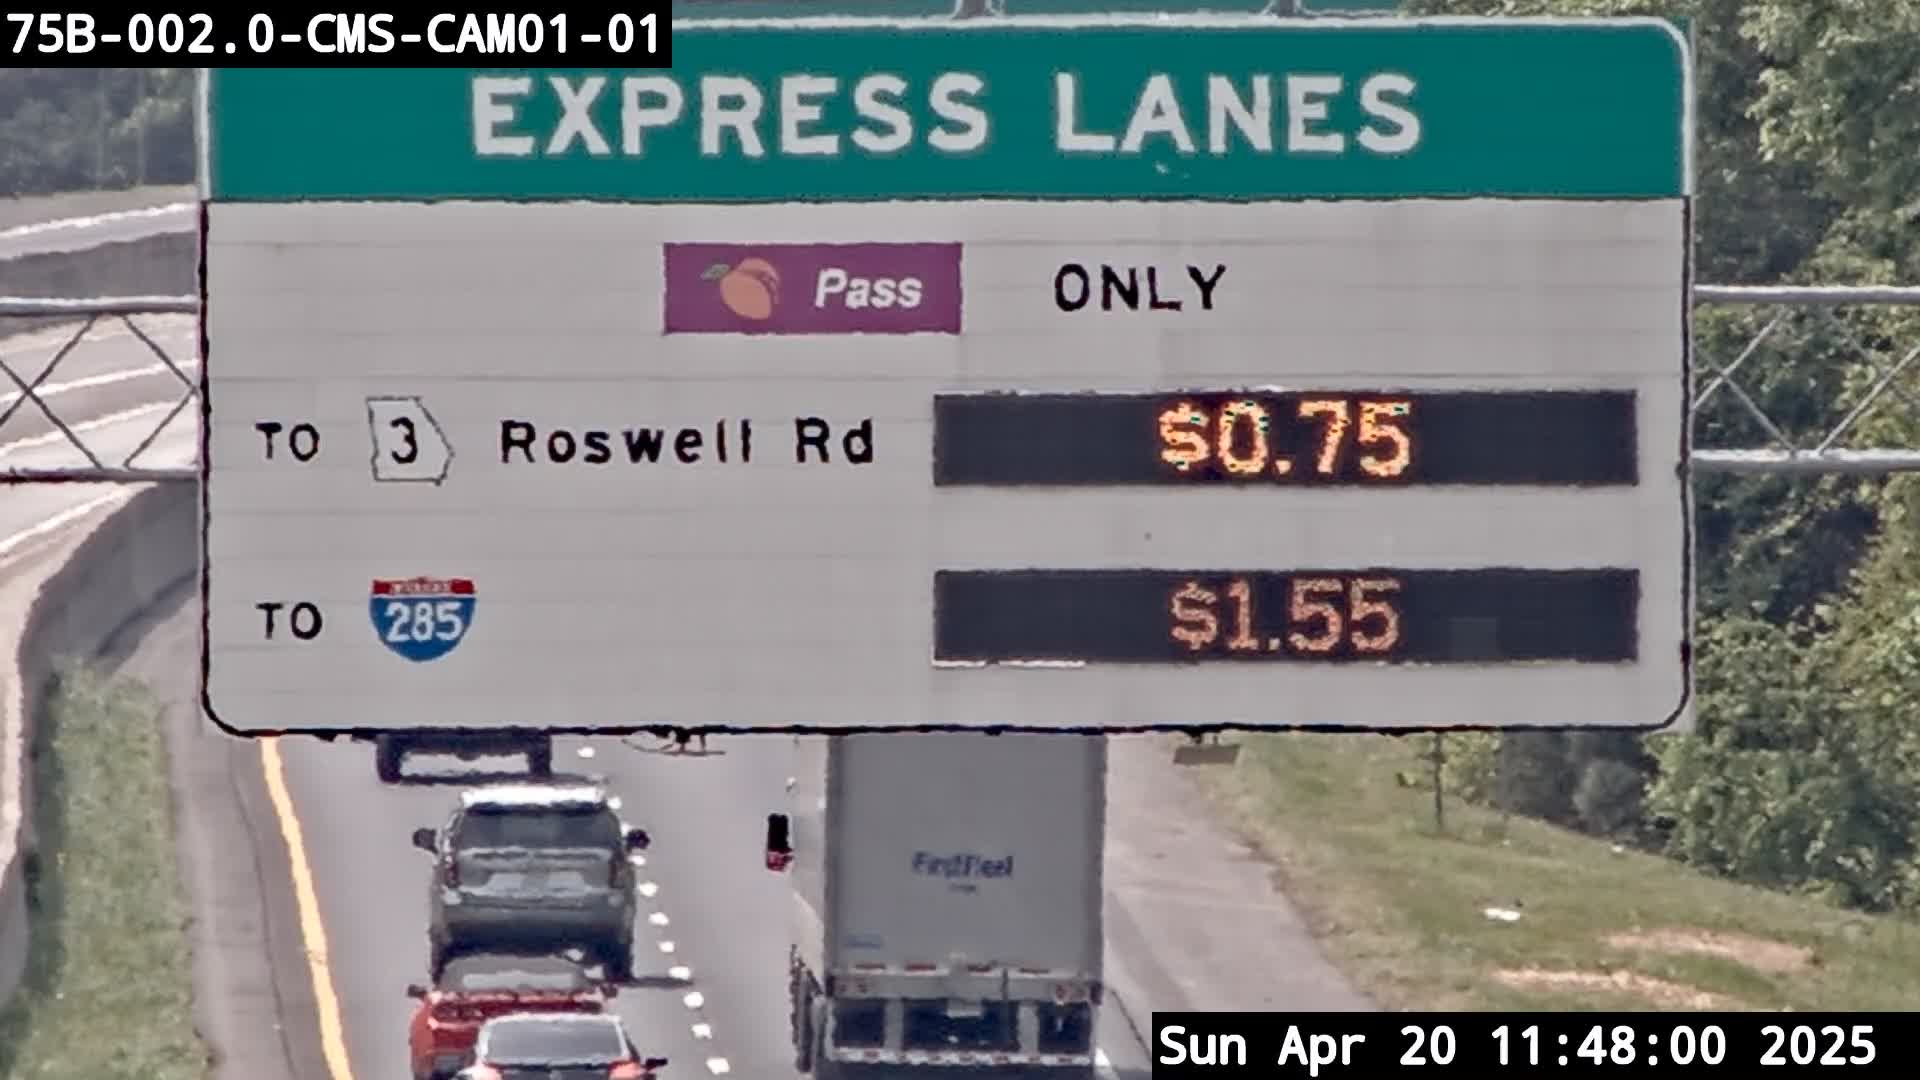 75B-002.0-CMS-CAM01-01
EXPRESS LANES
Pass ONLY
TO 3 Roswell Rd $0.75
TO 285 $1.55
Sun Apr 20 11:48:00 2025